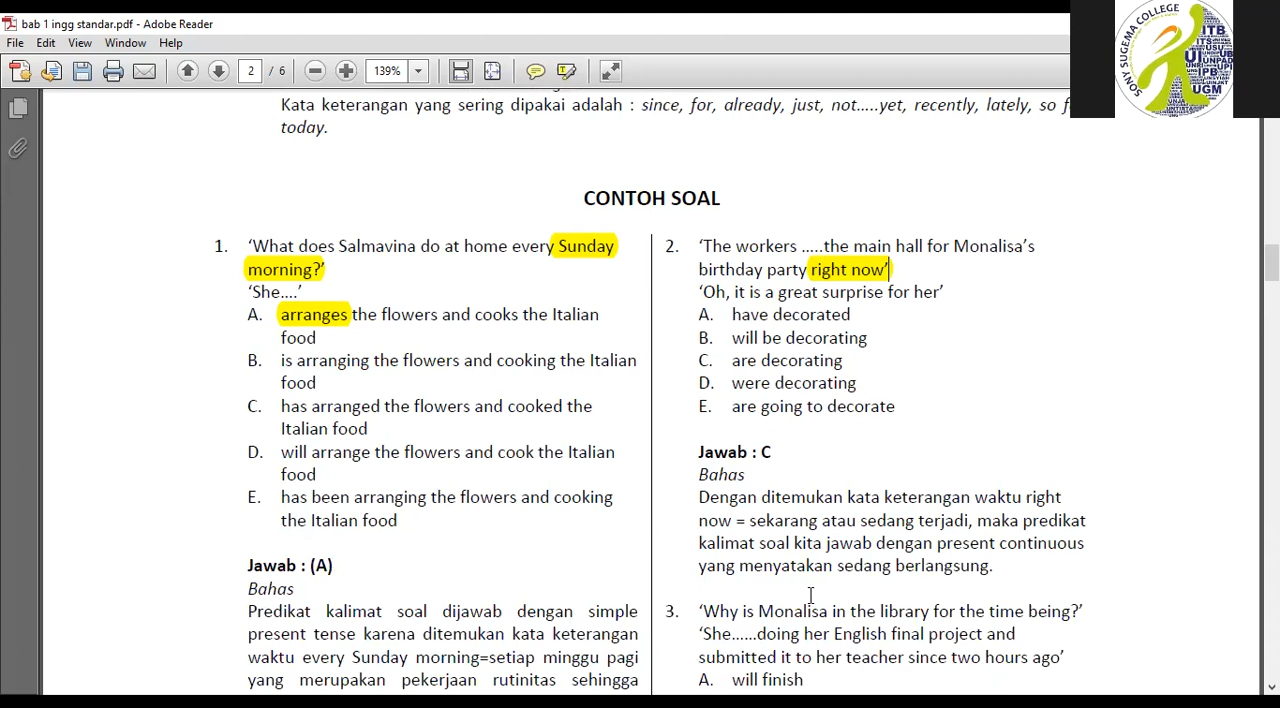 bab 1 ingg standar.pdf - Adobe Reader
File Edit View Window Help
2 / 6 139%
SONY SUGEMA COLLEGE
ITB
UI
IPB
UGM
Kata keterangan yang sering dipakai adalah : since, for, already, just, not…..yet, recently, lately, so
today.
CONTOH SOAL
1. ‘What does Salmavina do at home every Sunday
morning?’
‘She….’
A. arranges the flowers and cooks the Italian
food
B. is arranging the flowers and cooking the Italian
food
C. has arranged the flowers and cooked the
Italian food
D. will arrange the flowers and cook the Italian
food
E. has been arranging the flowers and cooking
the Italian food
Jawab : (A)
Bahas
Predikat kalimat soal dijawab dengan simple
present tense karena ditemukan kata keterangan
waktu every Sunday morning=setiap minggu pagi
yang merupakan pekerjaan rutinitas sehingga
2. ‘The workers …..the main hall for Monalisa’s
birthday party right now’
‘Oh, it is a great surprise for her’
A. have decorated
B. will be decorating
C. are decorating
D. were decorating
E. are going to decorate
Jawab : C
Bahas
Dengan ditemukan kata keterangan waktu right
now = sekarang atau sedang terjadi, maka predikat
kalimat soal kita jawab dengan present continuous
yang menyatakan sedang berlangsung.
3. ‘Why is Monalisa in the library for the time being?’
‘She……doing her English final project and
submitted it to her teacher since two hours ago’
A. will finish